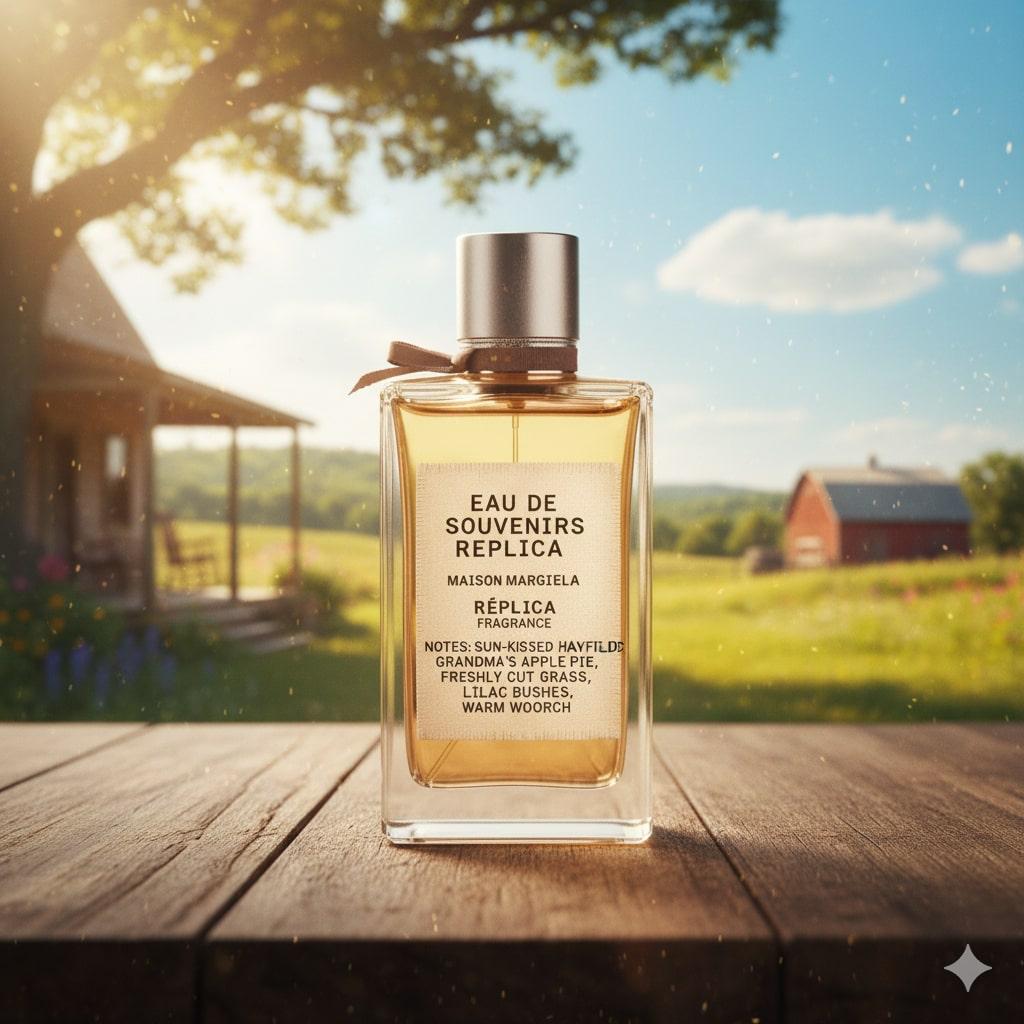 EAU DE
SOUVENIRS
REPLICA
MAISON MARGIELA
RÉPLICA
FRAGRANCE
NOTES: SUN-KISSED HAYFILDD
GRANDMA'S APPLE PIE,
FRESHLY CUT GRASS,
LILAC BUSHES,
WARM WOORCH